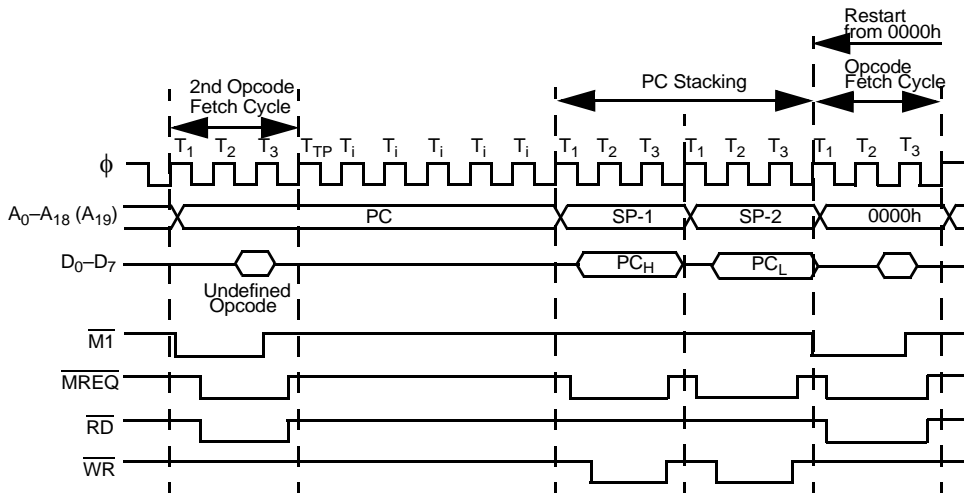 Restart
from 0000h
2nd Opcode
Fetch Cycle
PC Stacking
Opcode
Fetch Cycle
T1 T2 T3 TTP Ti Ti Ti Ti Ti T1 T2 T3 T1 T2 T3 T1 T2 T3
ϕ
A0–A18 (A19) PC SP-1 SP-2 0000h
D0–D7 PCH PCL
Undefined
Opcode
M1
MREQ
RD
WR